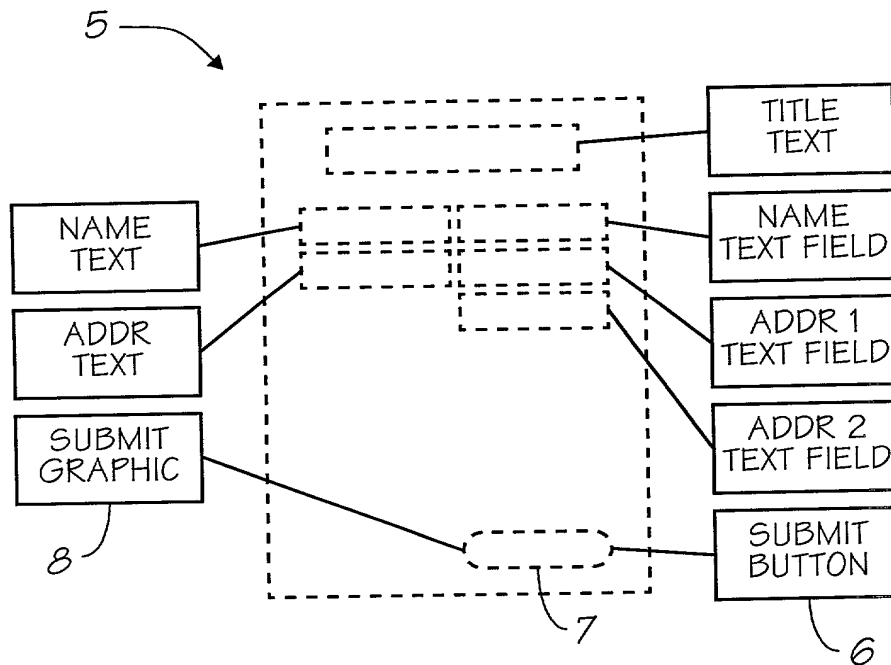 5
TITLE
TEXT
NAME
TEXT
NAME
TEXT FIELD
ADDR
TEXT
ADDR 1
TEXT FIELD
SUBMIT
GRAPHIC
ADDR 2
TEXT FIELD
SUBMIT
BUTTON
8
7
6